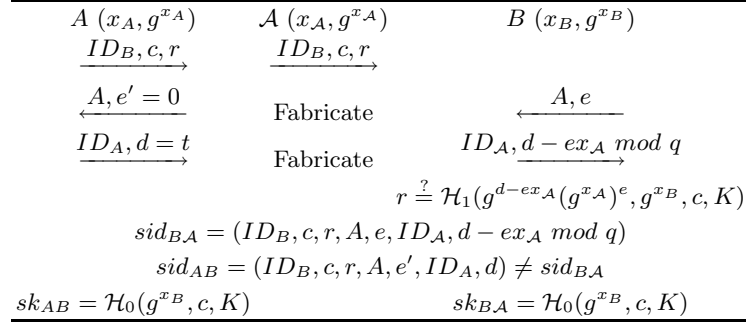 A (x_A, g^{x_A}) 𝒜 (x_𝒜, g^{x_𝒜}) B (x_B, g^{x_B})
ID_B, c, r ID_B, c, r
A, e' = 0 Fabricate A, e
ID_A, d = t Fabricate ID_𝒜, d − ex_𝒜 mod q
r ≟ ℋ_1(g^{d−ex_𝒜}(g^{x_𝒜})^e, g^{x_B}, c, K)
sid_{B𝒜} = (ID_B, c, r, A, e, ID_𝒜, d − ex_𝒜 mod q)
sid_{AB} = (ID_B, c, r, A, e', ID_A, d) ≠ sid_{B𝒜}
sk_{AB} = ℋ_0(g^{x_B}, c, K) sk_{B𝒜} = ℋ_0(g^{x_B}, c, K)